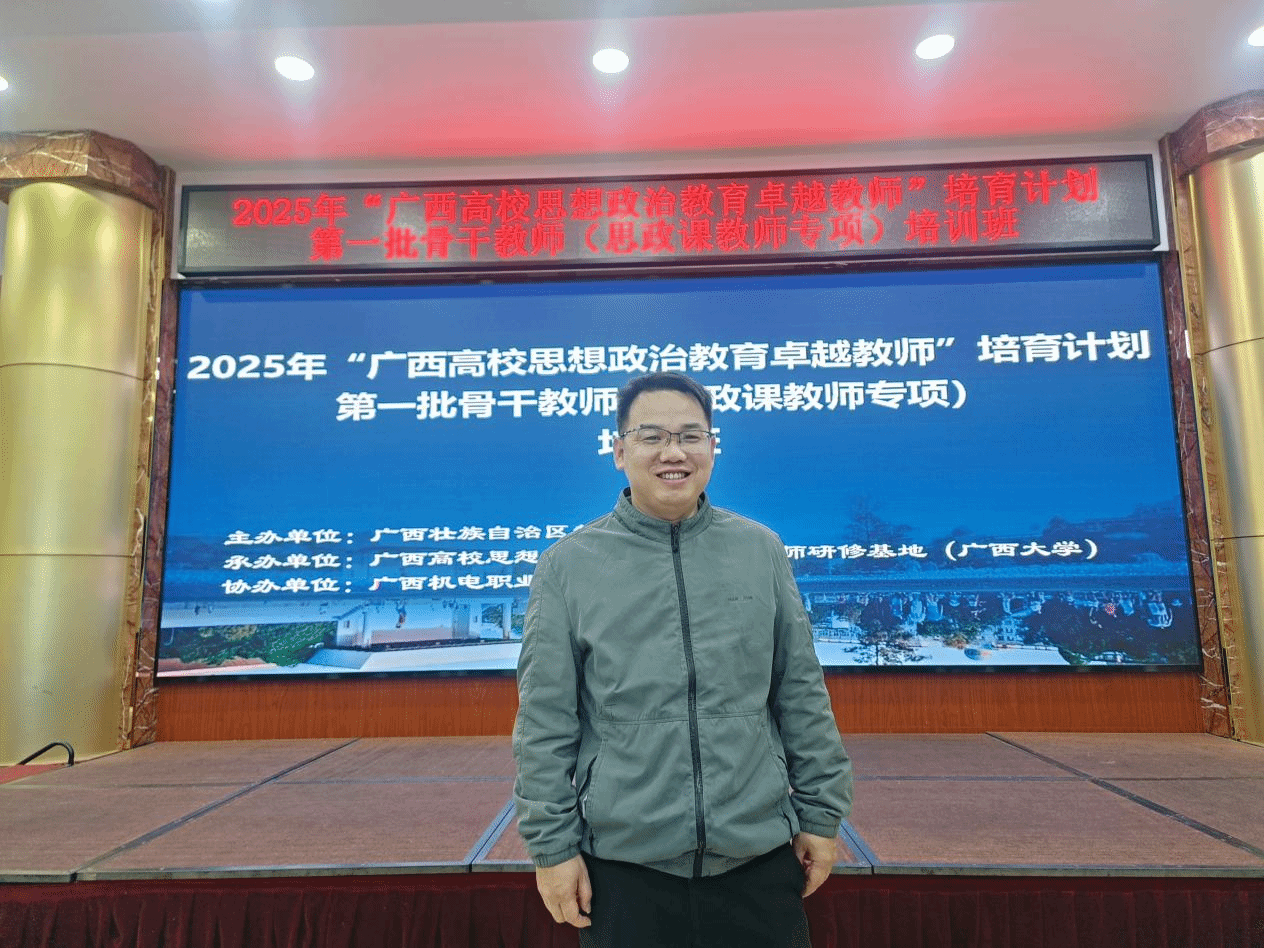 2025年“广西高校思想政治教育卓越教师”培育计划
第一批骨干教师（思政课教师专项）培训班
2025年“广西高校思想政治教育卓越教师”培育计划
第一批骨干教师 政课教师专项）
主办单位：广西壮族自治区
承办单位：广西高校思想 师研修基地（广西大学）
协办单位：广西机电职业